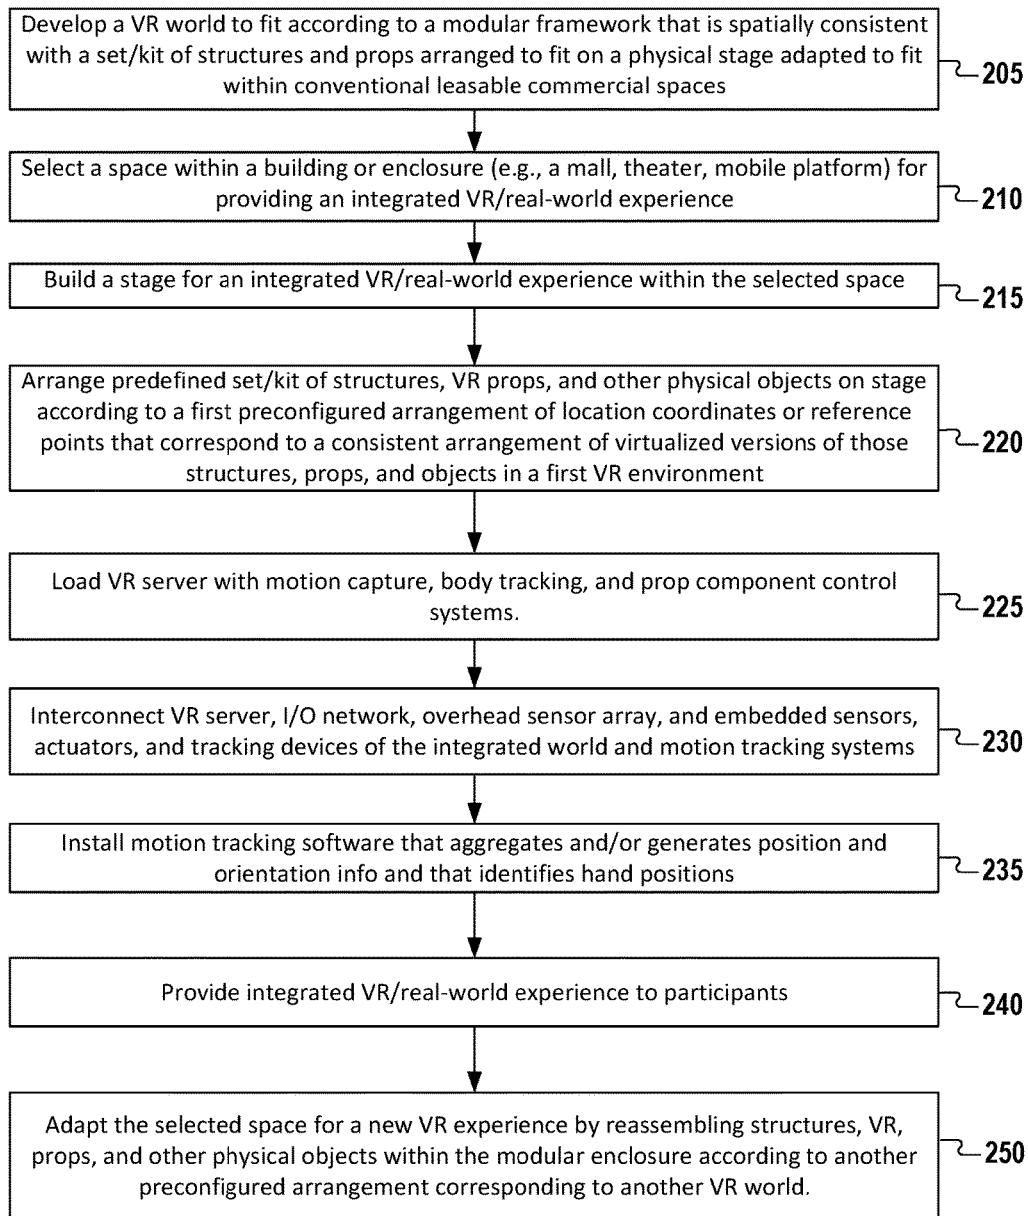 Develop a VR world to fit according to a modular framework that is spatially consistent
with a set/kit of structures and props arranged to fit on a physical stage adapted to fit
within conventional leasable commercial spaces
205
Select a space within a building or enclosure (e.g., a mall, theater, mobile platform) for
providing an integrated VR/real-world experience
210
Build a stage for an integrated VR/real-world experience within the selected space
215
Arrange predefined set/kit of structures, VR props, and other physical objects on stage
according to a first preconfigured arrangement of location coordinates or reference
points that correspond to a consistent arrangement of virtualized versions of those
structures, props, and objects in a first VR environment
220
Load VR server with motion capture, body tracking, and prop component control
systems.
225
Interconnect VR server, I/O network, overhead sensor array, and embedded sensors,
actuators, and tracking devices of the integrated world and motion tracking systems
230
Install motion tracking software that aggregates and/or generates position and
orientation info and that identifies hand positions
235
Provide integrated VR/real-world experience to participants
240
Adapt the selected space for a new VR experience by reassembling structures, VR,
props, and other physical objects within the modular enclosure according to another
preconfigured arrangement corresponding to another VR world.
250